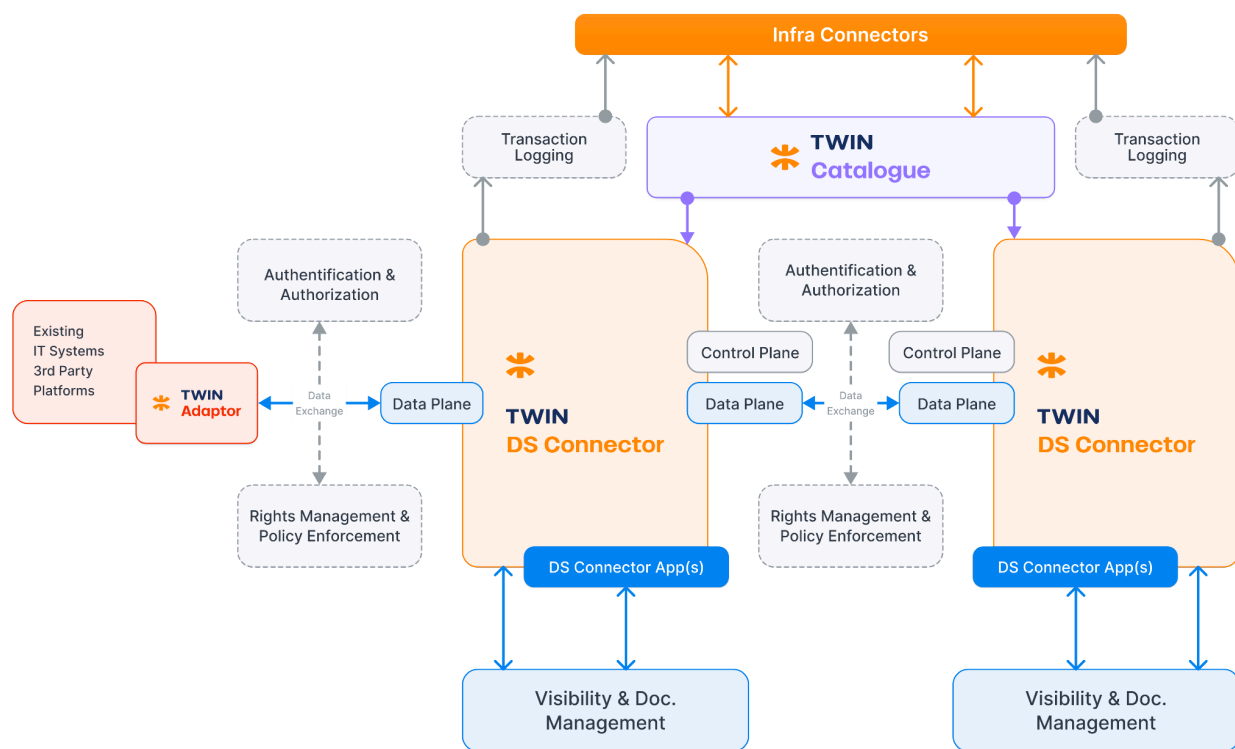 Infra Connectors
Transaction
Logging
TWIN
Catalogue
Transaction
Logging
Authentification &
Authorization
Authentification &
Authorization
Existing
IT Systems
3rd Party
Platforms
TWIN
Adaptor
Data
Exchange
Data Plane
TWIN
DS Connector
Control Plane
Data Plane
Data
Exchange
Control Plane
Data Plane
TWIN
DS Connector
Rights Management &
Policy Enforcement
Rights Management &
Policy Enforcement
DS Connector App(s)
DS Connector App(s)
Visibility & Doc.
Management
Visibility & Doc.
Management